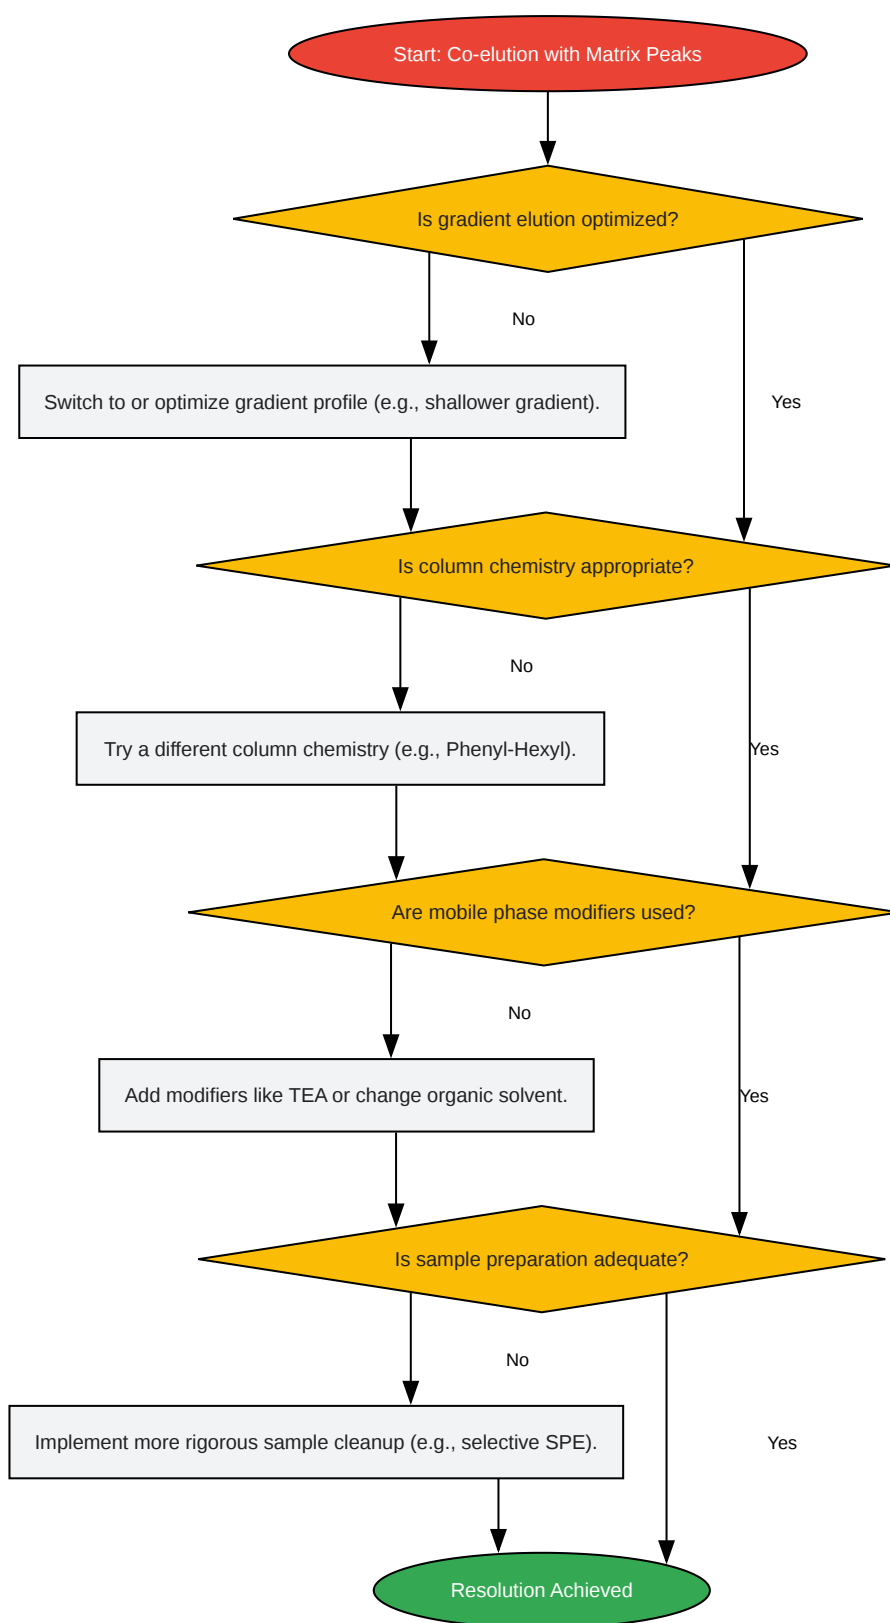 Start: Co-elution with Matrix Peaks
Is gradient elution optimized?
No
Switch to or optimize gradient profile (e.g., shallower gradient).
Yes
Is column chemistry appropriate?
No
Try a different column chemistry (e.g., Phenyl-Hexyl).
Yes
Are mobile phase modifiers used?
No
Add modifiers like TEA or change organic solvent.
Yes
Is sample preparation adequate?
No
Implement more rigorous sample cleanup (e.g., selective SPE).
Yes
Resolution Achieved